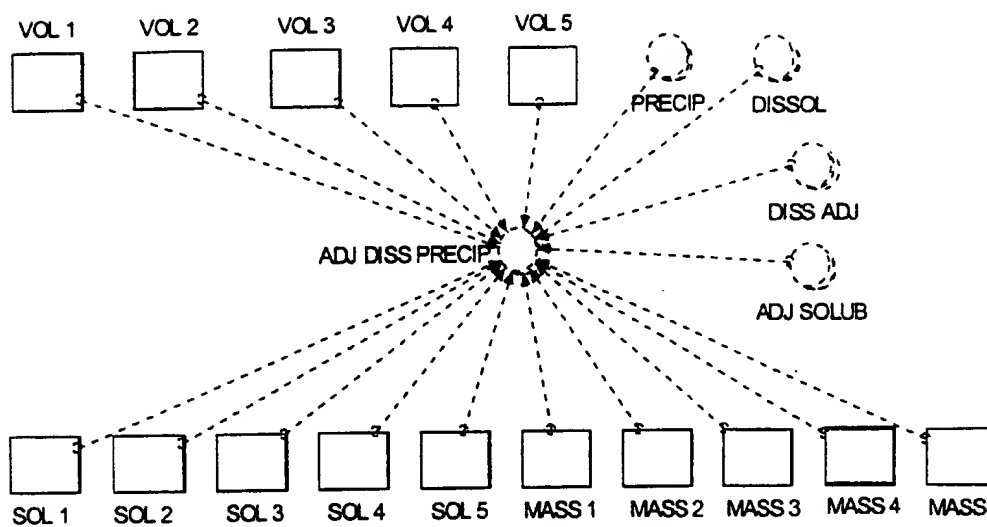 VOL 1
VOL 2
VOL 3
VOL 4
VOL 5
PRECIP
DISSOL
DISS ADJ
ADJ DISS PRECIP
ADJ SOLUB
SOL 1
SOL 2
SOL 3
SOL 4
SOL 5
MASS 1
MASS 2
MASS 3
MASS 4
MASS